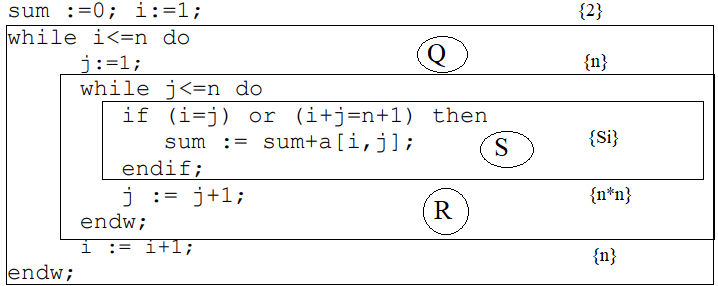 sum :=0; i:=1; {2}
while i<=n do
Q
j:=1; {n}
while j<=n do
if (i=j) or (i+j=n+1) then
sum := sum+a[i,j]; S {Si}
endif;
j := j+1; {n*n}
R
endw;
i := i+1; {n}
endw;